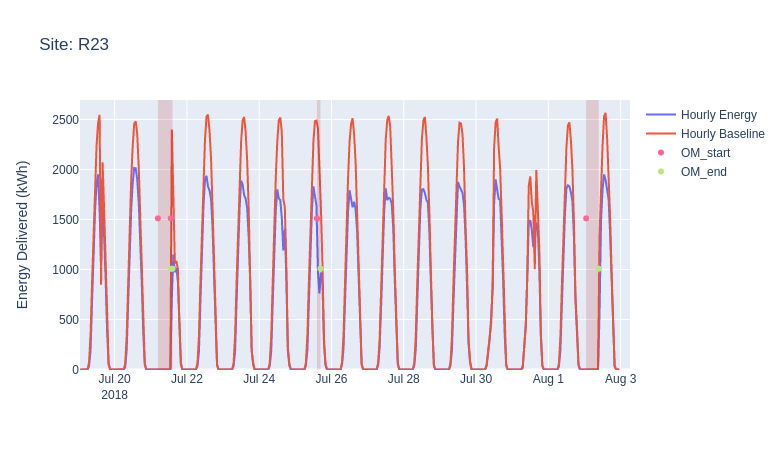 Site: R23
Hourly Energy
Hourly Baseline
OM_start
OM_end
Energy Delivered (kWh)
2500
2000
1500
1000
500
0
Jul 20 Jul 22 Jul 24 Jul 26 Jul 28 Jul 30 Aug 1 Aug 3
2018